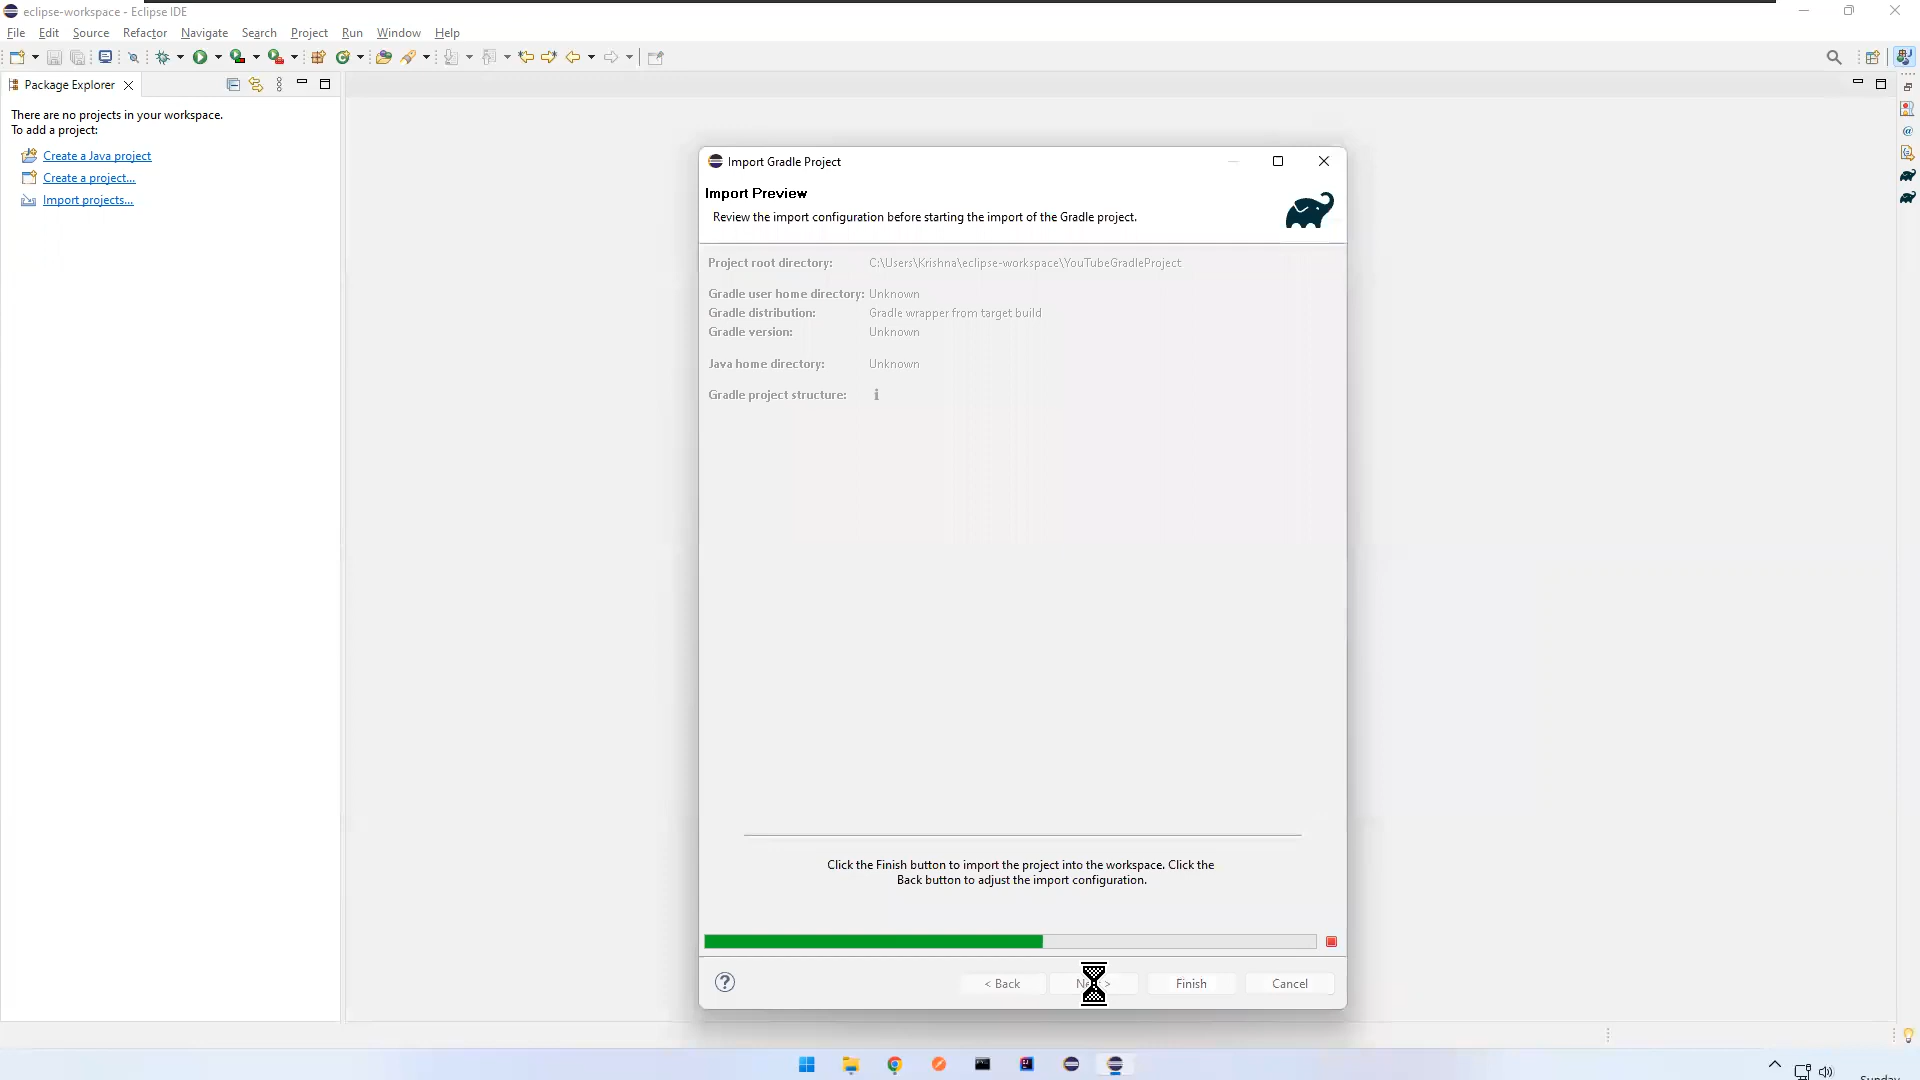 eclipse-workspace - Eclipse IDE
File Edit Source Refactor Navigate Search Project Run Window Help
Package Explorer
There are no projects in your workspace.
To add a project:
Create a Java project
Create a project...
Import projects...
Import Gradle Project
Import Preview
Review the import configuration before starting the import of the Gradle project.
Project root directory: C:\Users\Krishna\eclipse-workspace\YouTubeGradleProject
Gradle user home directory: Unknown
Gradle distribution: Gradle wrapper from target build
Gradle version: Unknown
Java home directory: Unknown
Gradle project structure:
Click the Finish button to import the project into the workspace. Click the
Back button to adjust the import configuration.
< Back Finish Cancel